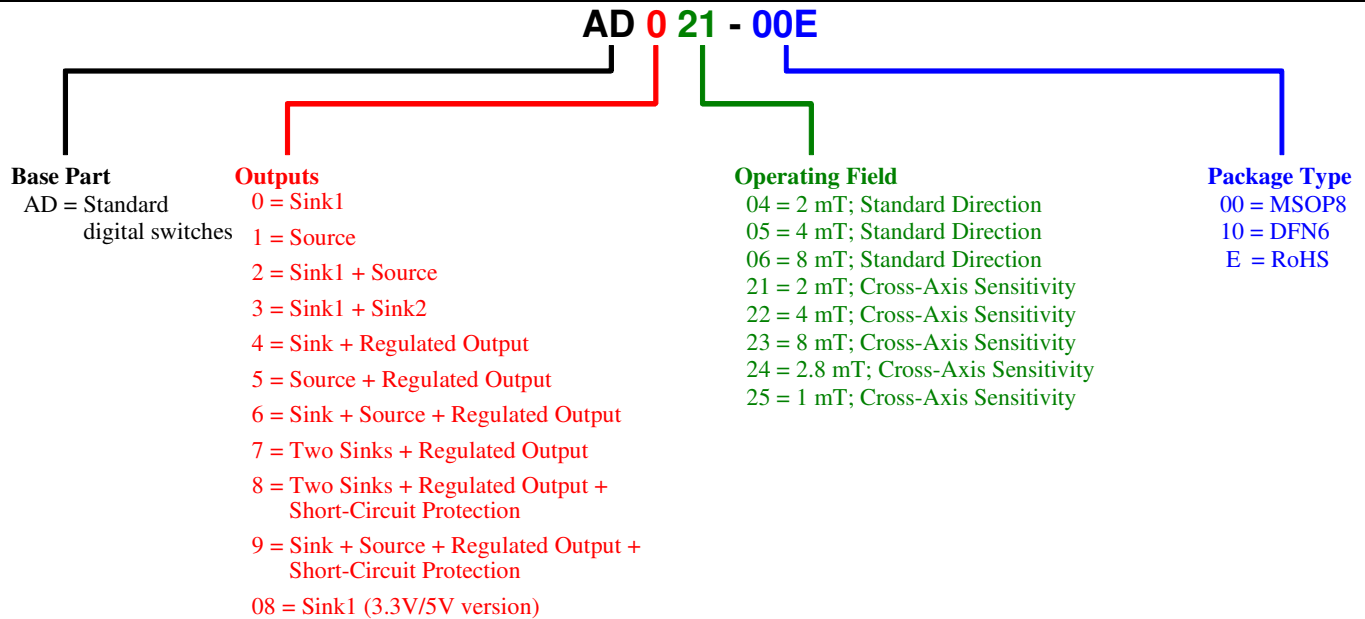 AD 0 21 - 00E
Base Part
AD = Standard
digital switches
Outputs
0 = Sink1
1 = Source
2 = Sink1 + Source
3 = Sink1 + Sink2
4 = Sink + Regulated Output
5 = Source + Regulated Output
6 = Sink + Source + Regulated Output
7 = Two Sinks + Regulated Output
8 = Two Sinks + Regulated Output +
Short-Circuit Protection
9 = Sink + Source + Regulated Output +
Short-Circuit Protection
08 = Sink1 (3.3V/5V version)
Operating Field
04 = 2 mT; Standard Direction
05 = 4 mT; Standard Direction
06 = 8 mT; Standard Direction
21 = 2 mT; Cross-Axis Sensitivity
22 = 4 mT; Cross-Axis Sensitivity
23 = 8 mT; Cross-Axis Sensitivity
24 = 2.8 mT; Cross-Axis Sensitivity
25 = 1 mT; Cross-Axis Sensitivity
Package Type
00 = MSOP8
10 = DFN6
E = RoHS